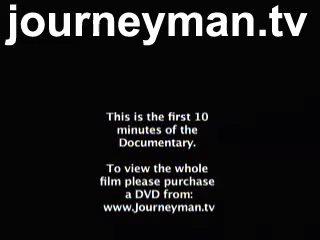 journeyman.tv
This is the first 10
minutes of the
Documentary.
To view the whole
film please purchase
a DVD from:
www.Journeyman.tv